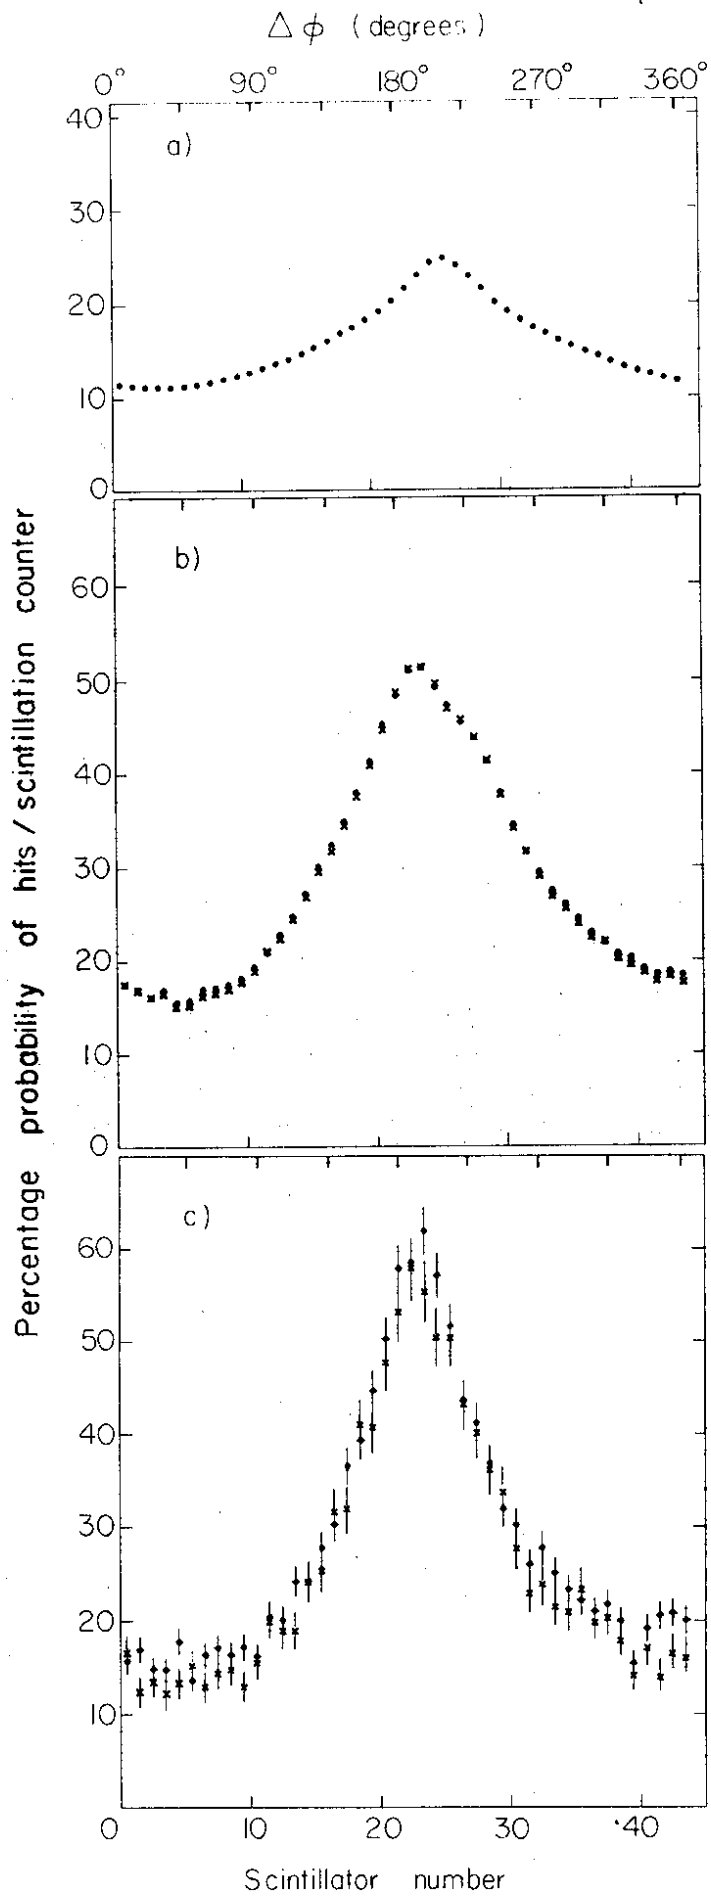 Δ ϕ (degrees)
0° 90° 180° 270° 360°
40
a)
30
20
10
0
b)
60
50
40
30
20
10
0
c)
60
50
40
30
20
10
0 10 20 30 40
Scintillator number
Percentage probability of hits / scintillation counter